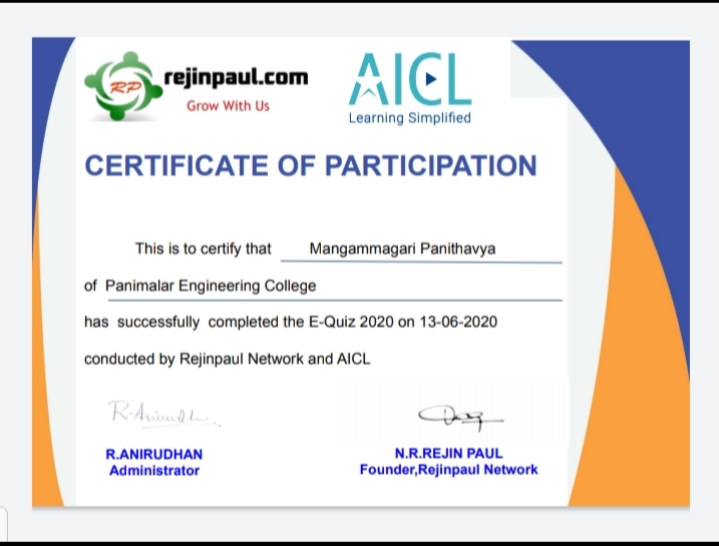 RP rejinpaul.com
Grow With Us
AICL
Learning Simplified
CERTIFICATE OF PARTICIPATION
This is to certify that Mangammagari Panithavya
of Panimalar Engineering College
has successfully completed the E-Quiz 2020 on 13-06-2020
conducted by Rejinpaul Network and AICL
R.ANIRUDHAN
Administrator
N.R.REJIN PAUL
Founder,Rejinpaul Network